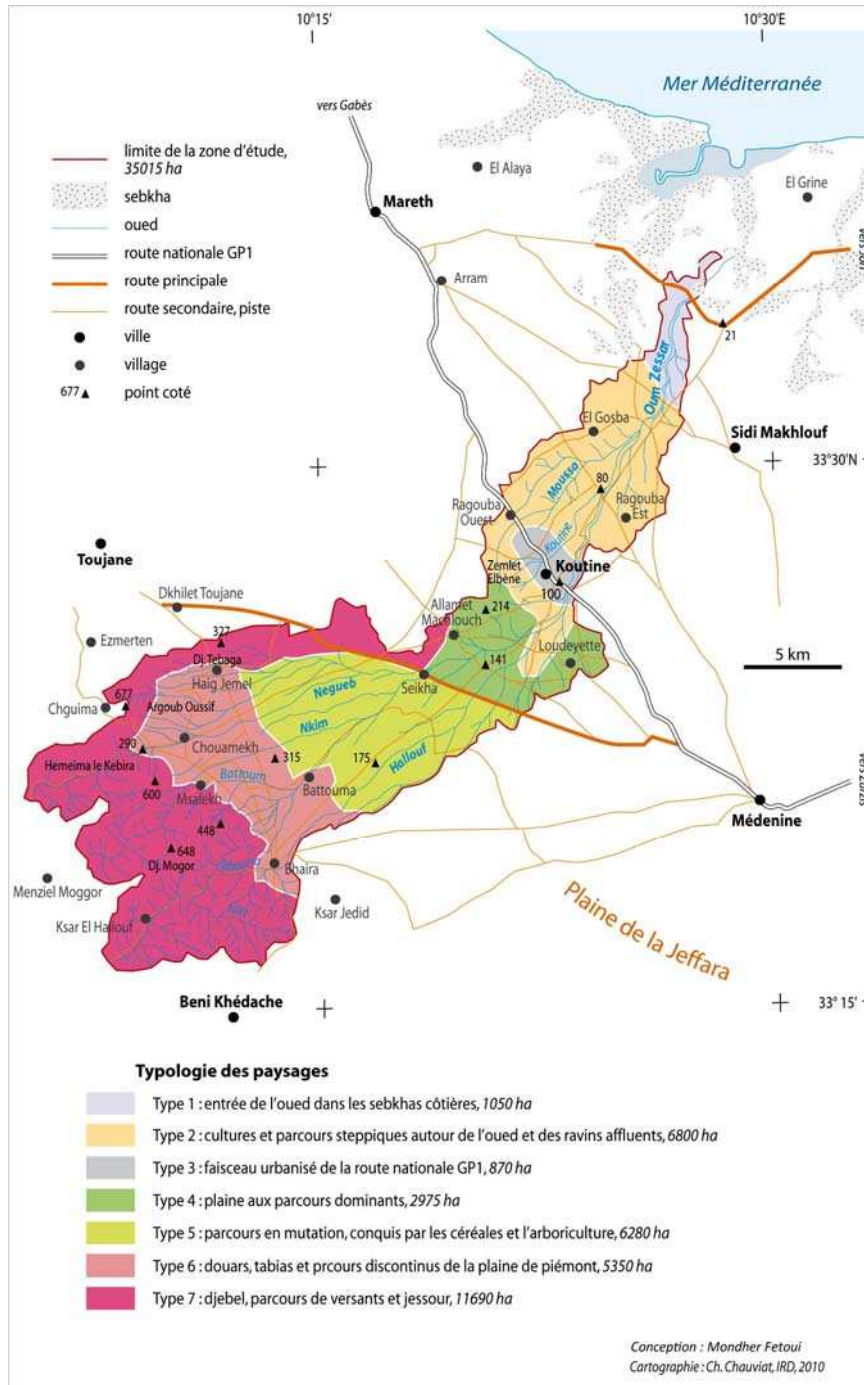 10°15'
10°30'E
Mer Méditerranée
vers Gabès
limite de la zone d'étude,
35015 ha
sebkha
oued
route nationale GP1
route principale
route secondaire, piste
ville
village
677
point coté
El Alaya
El Grine
Mareth
Arram
21
Oum Zessar
El Gosba
Sidi Makhlouf
33°30'N
Moussa
80
Ragouba
Ouest
Ragouba
Est
Koutine
Toujane
Zemlet
Elbène
Koutine
100
Dkhilet Toujane
Allamet
Machlouch
214
327
Ezmerten
Dj. Tebaga
Loudeyette
5 km
141
Haig Jemel
Negueb
Seikha
Chguima
677
Argoub Oussif
Nkim
290
Chouamekh
Hallouf
315
175
Hemeima le Kebira
Battoum
Battouma
600
Msalekh
Médenine
448
648
Dj. Mogor
Bhaira
Menziel Moggor
Ksar Jedid
Ksar El Hallouf
Plaine de la Jeffara
Beni Khédache
33° 15'
Typologie des paysages
Type 1 : entrée de l'oued dans les sebkhas côtières, 1050 ha
Type 2 : cultures et parcours steppiques autour de l'oued et des ravins affluents, 6800 ha
Type 3 : faisceau urbanisé de la route nationale GP1, 870 ha
Type 4 : plaine aux parcours dominants, 2975 ha
Type 5 : parcours en mutation, conquis par les céréales et l'arboriculture, 6280 ha
Type 6 : douars, tabias et prcours discontinus de la plaine de piémont, 5350 ha
Type 7 : djebel, parcours de versants et jessour, 11690 ha
Conception : Mondher Fetoui
Cartographie : Ch. Chauviat, IRD, 2010